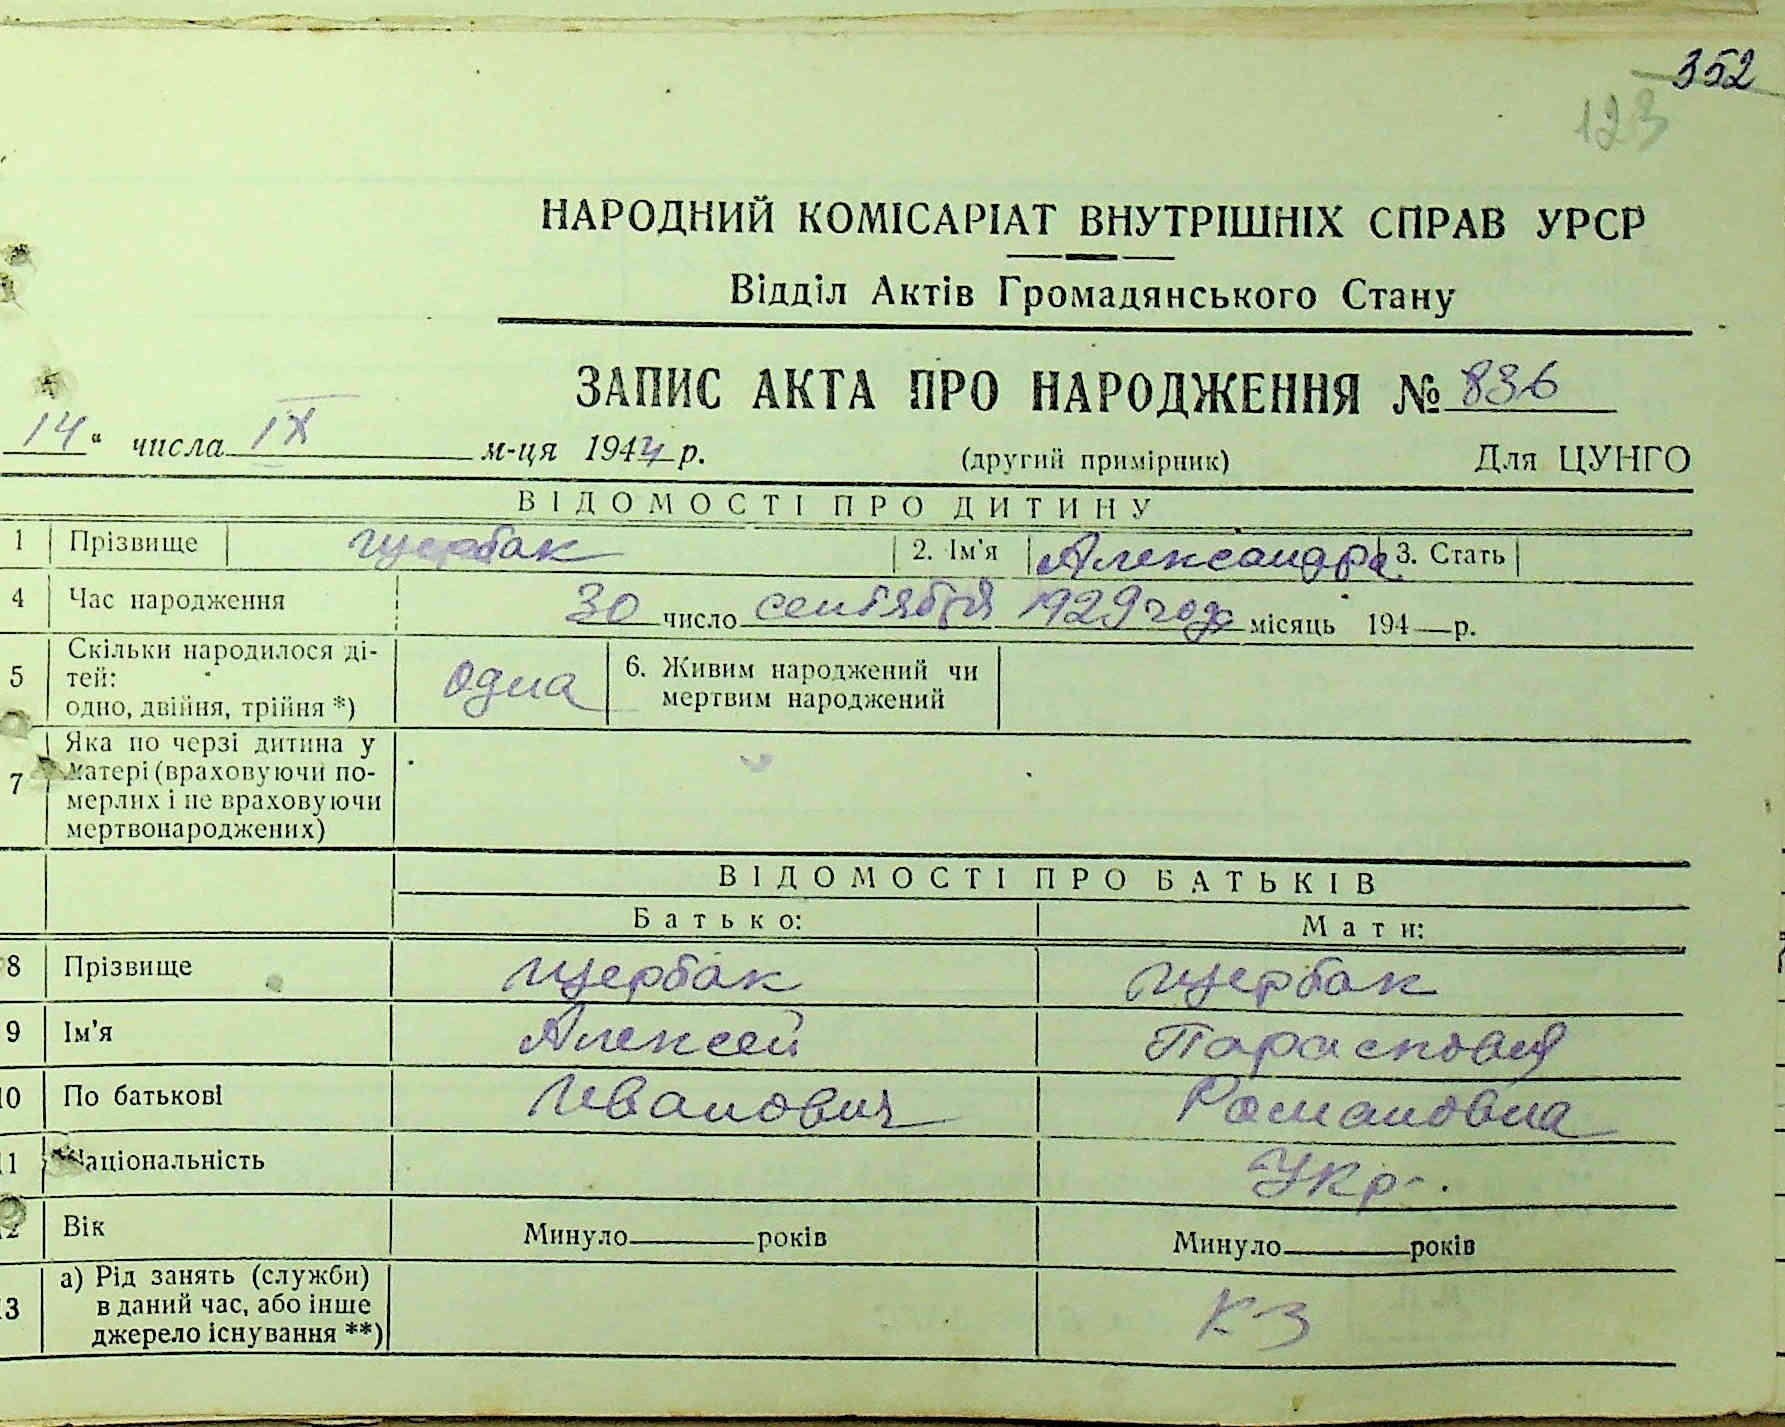 352
123
НАРОДНИЙ КОМІСАРІАТ ВНУТРІШНІХ СПРАВ УРСР
Відділ Актів Громадянського Стану
ЗАПИС АКТА ПРО НАРОДЖЕННЯ № 836
14 " числа IX м-ця 1944 р. (другий примірник) Для ЦУНГО
ВІДОМОСТІ ПРО ДИТИНУ
1 Прізвище Щербак 2. Ім'я Александра 3. Стать
4 Час народження 30 число сентября 1929 года місяць 194 — р.
5 Скільки народилося ді-
тей:
одно, двійня, трійня *) одна 6. Живим народжений чи
мертвим народжений
7 Яка по черзі дитина у
матері (враховуючи по-
мерлих і не враховуючи
мертвонароджених)
ВІДОМОСТІ ПРО БАТЬКІВ
Батько: Мати:
8 Прізвище Щербак Щербак
9 Ім'я Алексей Парасковья
10 По батькові Иванович Романовна
11 Національність Укр.
12 Вік Минуло років Минуло років
13 а) Рід занять (служби)
в даний час, або інше
джерело існування **) КЗ